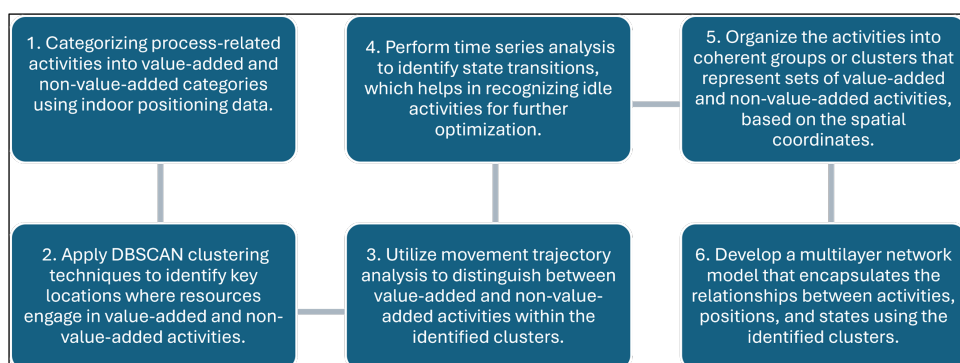 1. Categorizing process-related
activities into value-added and
non-value-added categories
using indoor positioning data.
2. Apply DBSCAN clustering
techniques to identify key
locations where resources
engage in value-added and non-
value-added activities.
3. Utilize movement trajectory
analysis to distinguish between
value-added and non-value-
added activities within the
identified clusters.
4. Perform time series analysis
to identify state transitions,
which helps in recognizing idle
activities for further
optimization.
5. Organize the activities into
coherent groups or clusters that
represent sets of value-added
and non-value-added activities,
based on the spatial
coordinates.
6. Develop a multilayer network
model that encapsulates the
relationships between activities,
positions, and states using the
identified clusters.